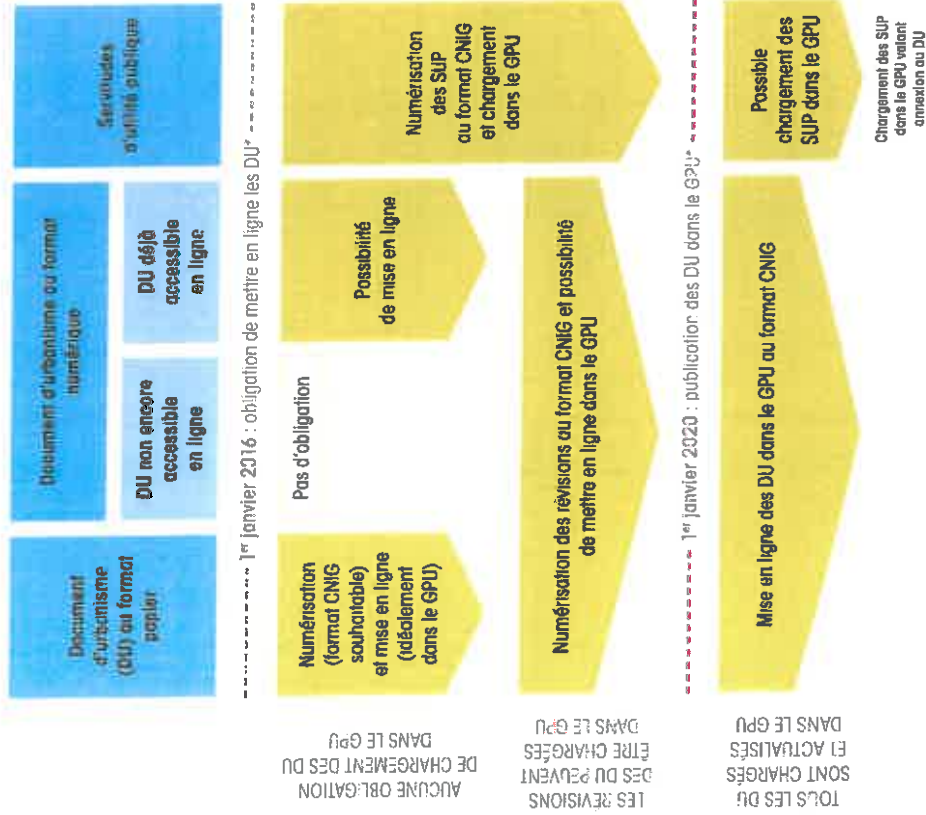 Document
d'urbanisme
(DU) au format
papier
Document d'urbanisme au format
numérique
DU non encore
accessible
en ligne
DU déjà
accessible
en ligne
Servitudes
d'utilité publique
1er janvier 2016 : obligation de mettre en ligne les DU*
AUCUNE OBLIGATION
DE CHARGEMENT DES DU
DANS LE GPU
Numérisation
(format CNIG
souhaitable)
et mise en ligne
(idéalement
dans le GPU)
Pas d'obligation
Possibilité
de mise en ligne
Numérisation
des SUP
au format CNIG
et chargement
dans le GPU
LES RÉVISIONS
DES DU PEUVENT
ÊTRE CHARGÉES
DANS LE GPU
Numérisation des révisions au format CNIG et possibilité
de mettre en ligne dans le GPU
1er janvier 2020 : publication des DU dans le GPU*
TOUS LES DU
SONT CHARGÉS
ET ACTUALISÉS
DANS LE GPU
Mise en ligne des DU dans le GPU au format CNIG
Possible
chargement des
SUP dans le GPU
Chargement des SUP
dans le GPU valant
annexion au DU